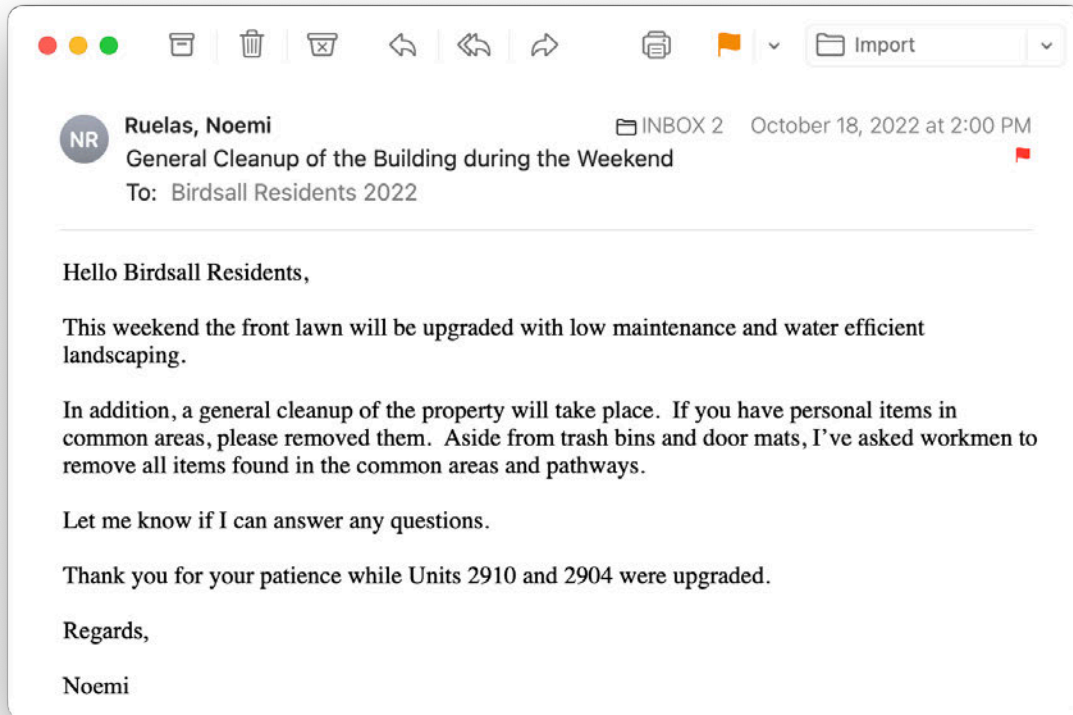 Import
NR
Ruelas, Noemi
INBOX 2 October 18, 2022 at 2:00 PM
General Cleanup of the Building during the Weekend
To: Birdsall Residents 2022
Hello Birdsall Residents,
This weekend the front lawn will be upgraded with low maintenance and water efficient
landscaping.
In addition, a general cleanup of the property will take place.  If you have personal items in
common areas, please removed them.  Aside from trash bins and door mats, I've asked workmen to
remove all items found in the common areas and pathways.
Let me know if I can answer any questions.
Thank you for your patience while Units 2910 and 2904 were upgraded.
Regards,
Noemi